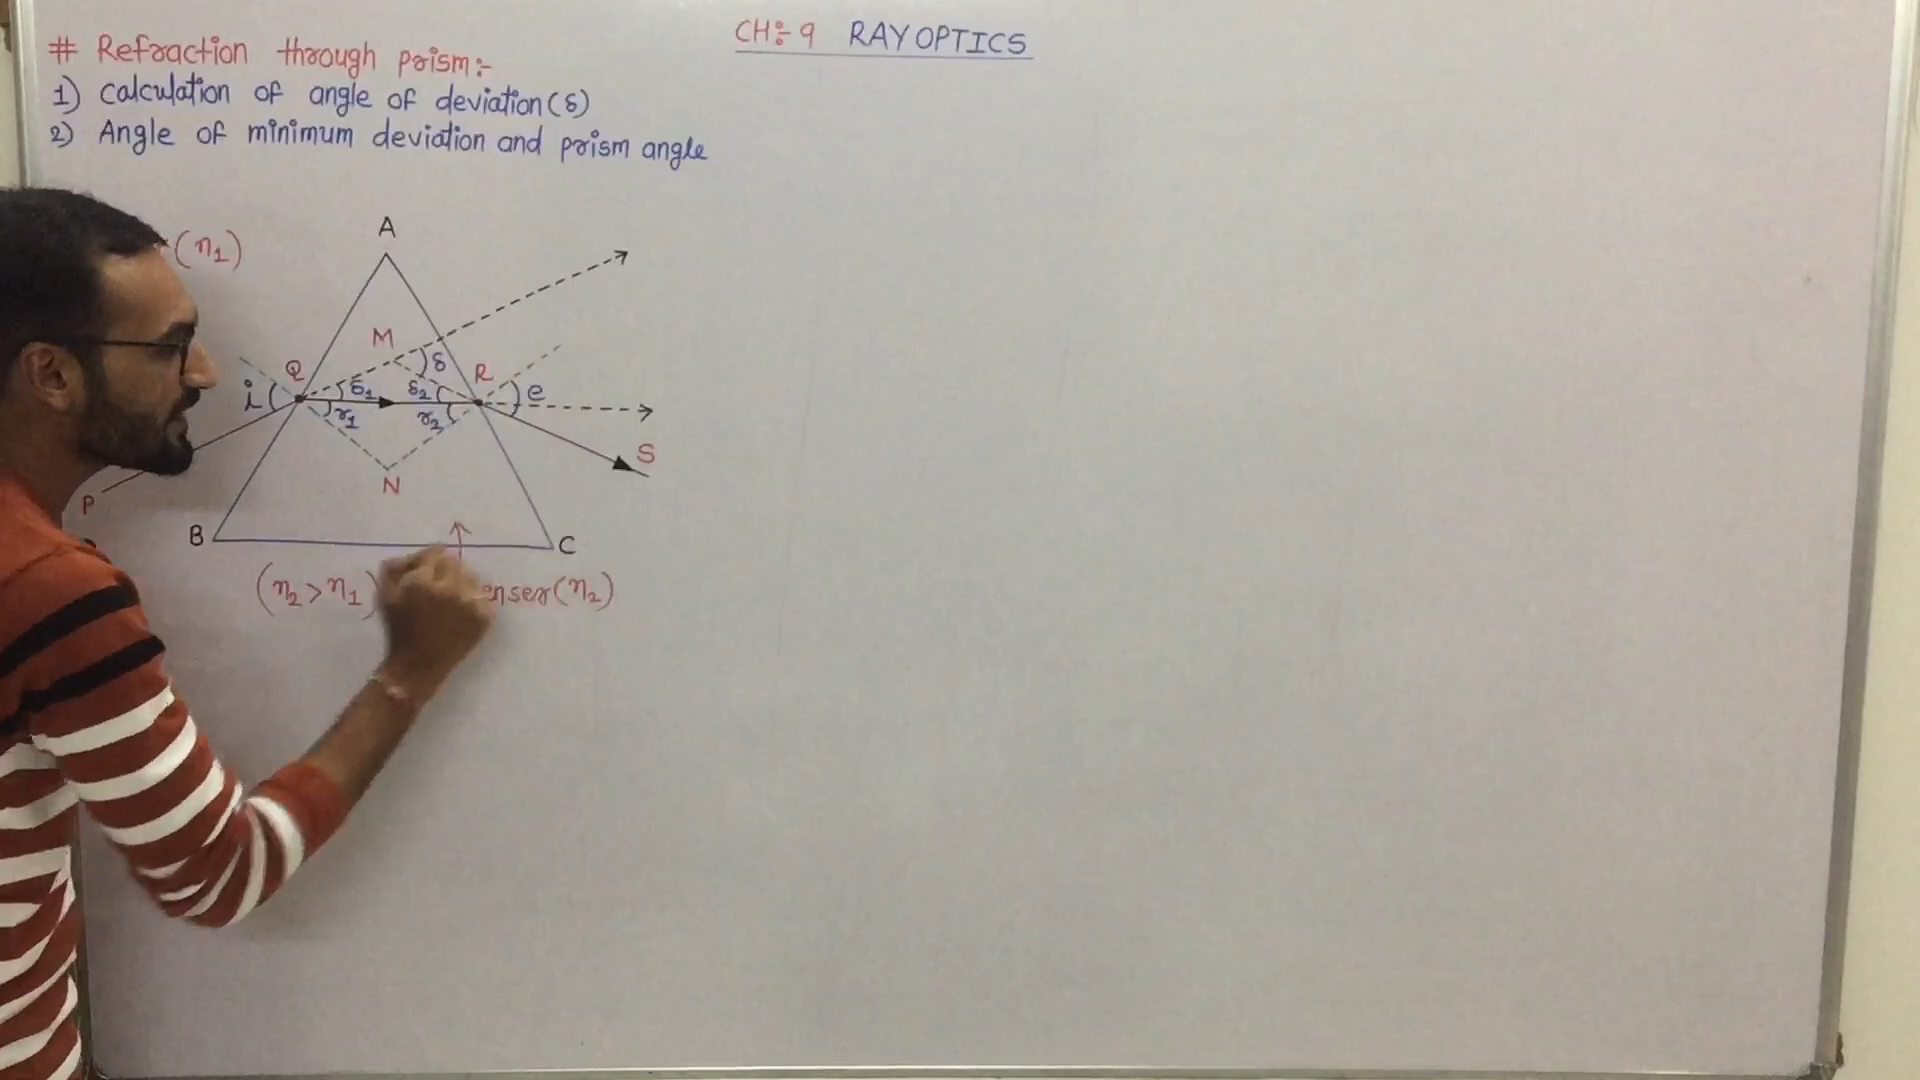 CH:- 9 RAY OPTICS
# Refraction through prism:-
1) Calculation of angle of deviation (δ)
2) Angle of minimum deviation and prism angle
A
(n1)
M
δ
Q
R
i
δ1
δ2
e
r1
r2
S
N
P
B
C
(n2>n1)
(n2)